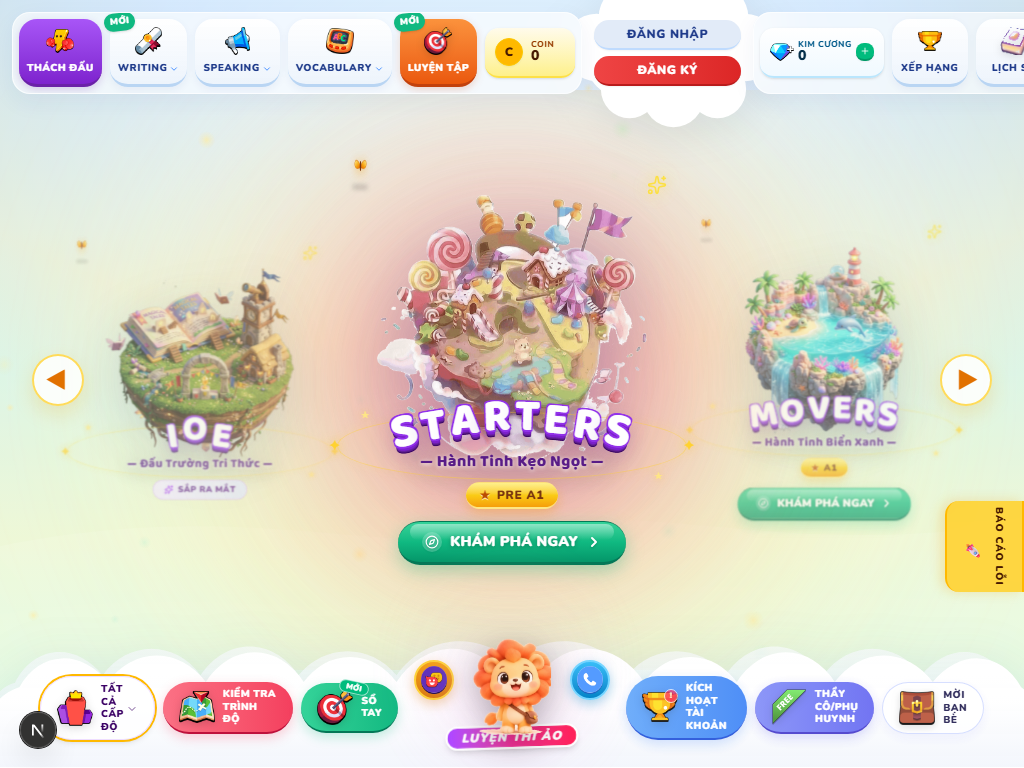 MỚI
MỚI
THÁCH ĐẤU
WRITING
SPEAKING
VOCABULARY
LUYỆN TẬP
C
COIN
0
ĐĂNG NHẬP
ĐĂNG KÝ
KIM CƯƠNG
0
XẾP HẠNG
LỊCH S
IOE
— Đấu Trường Tri Thức —
SẮP RA MẮT
STARTERS
— Hành Tinh Kẹo Ngọt —
PRE A1
KHÁM PHÁ NGAY
MOVERS
— Hành Tinh Biển Xanh —
A1
KHÁM PHÁ NGAY
BÁO CÁO LỖI
TẤT
CẢ
CẤP
ĐỘ
N
KIỂM TRA
TRÌNH
ĐỘ
MỚI
SỔ
TAY
LUYỆN THI ẢO
KÍCH
HOẠT
TÀI
KHOẢN
FREE
THẦY
CÔ/PHỤ
HUYNH
MỜI
BẠN
BÈ